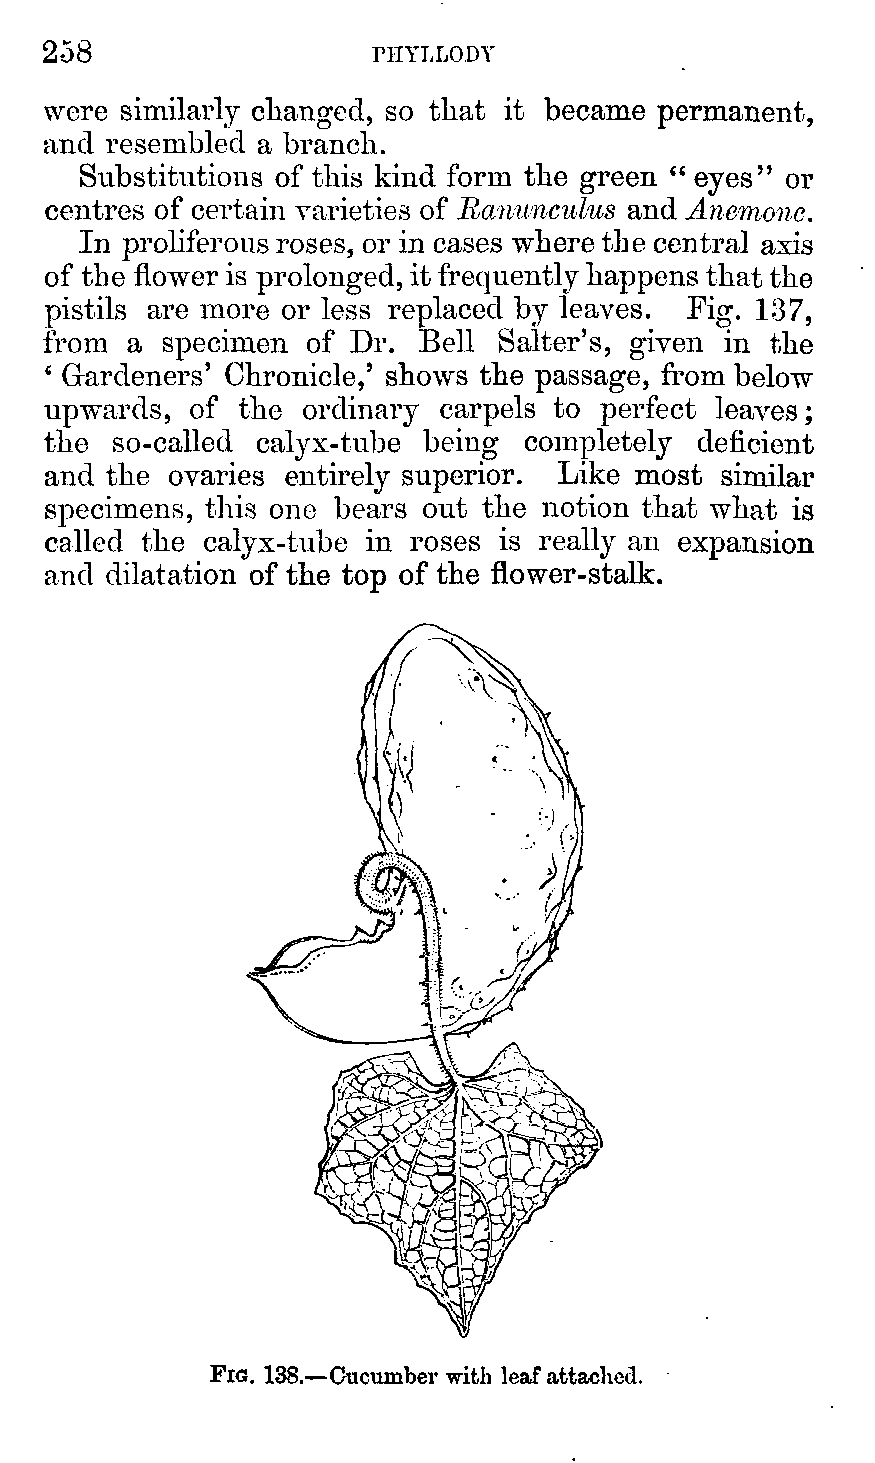 258 PHYLLODY
were similarly changed, so that it became permanent,
and resembled a branch.
Substitutions of this kind form the green “ eyes” or
centres of certain varieties of Ranunculus and Anemone.
In proliferous roses, or in cases where the central axis
of the flower is prolonged, it frequently happens that the
pistils are more or less replaced by leaves. Fig. 137,
from a specimen of Dr. Bell Salter’s, given in the
‘ Gardeners’ Chronicle,’ shows the passage, from below
upwards, of the ordinary carpels to perfect leaves;
the so-called calyx-tube being completely deficient
and the ovaries entirely superior. Like most similar
specimens, this one bears out the notion that what is
called the calyx-tube in roses is really an expansion
and dilatation of the top of the flower-stalk.
FIG. 138.—Cucumber with leaf attached.